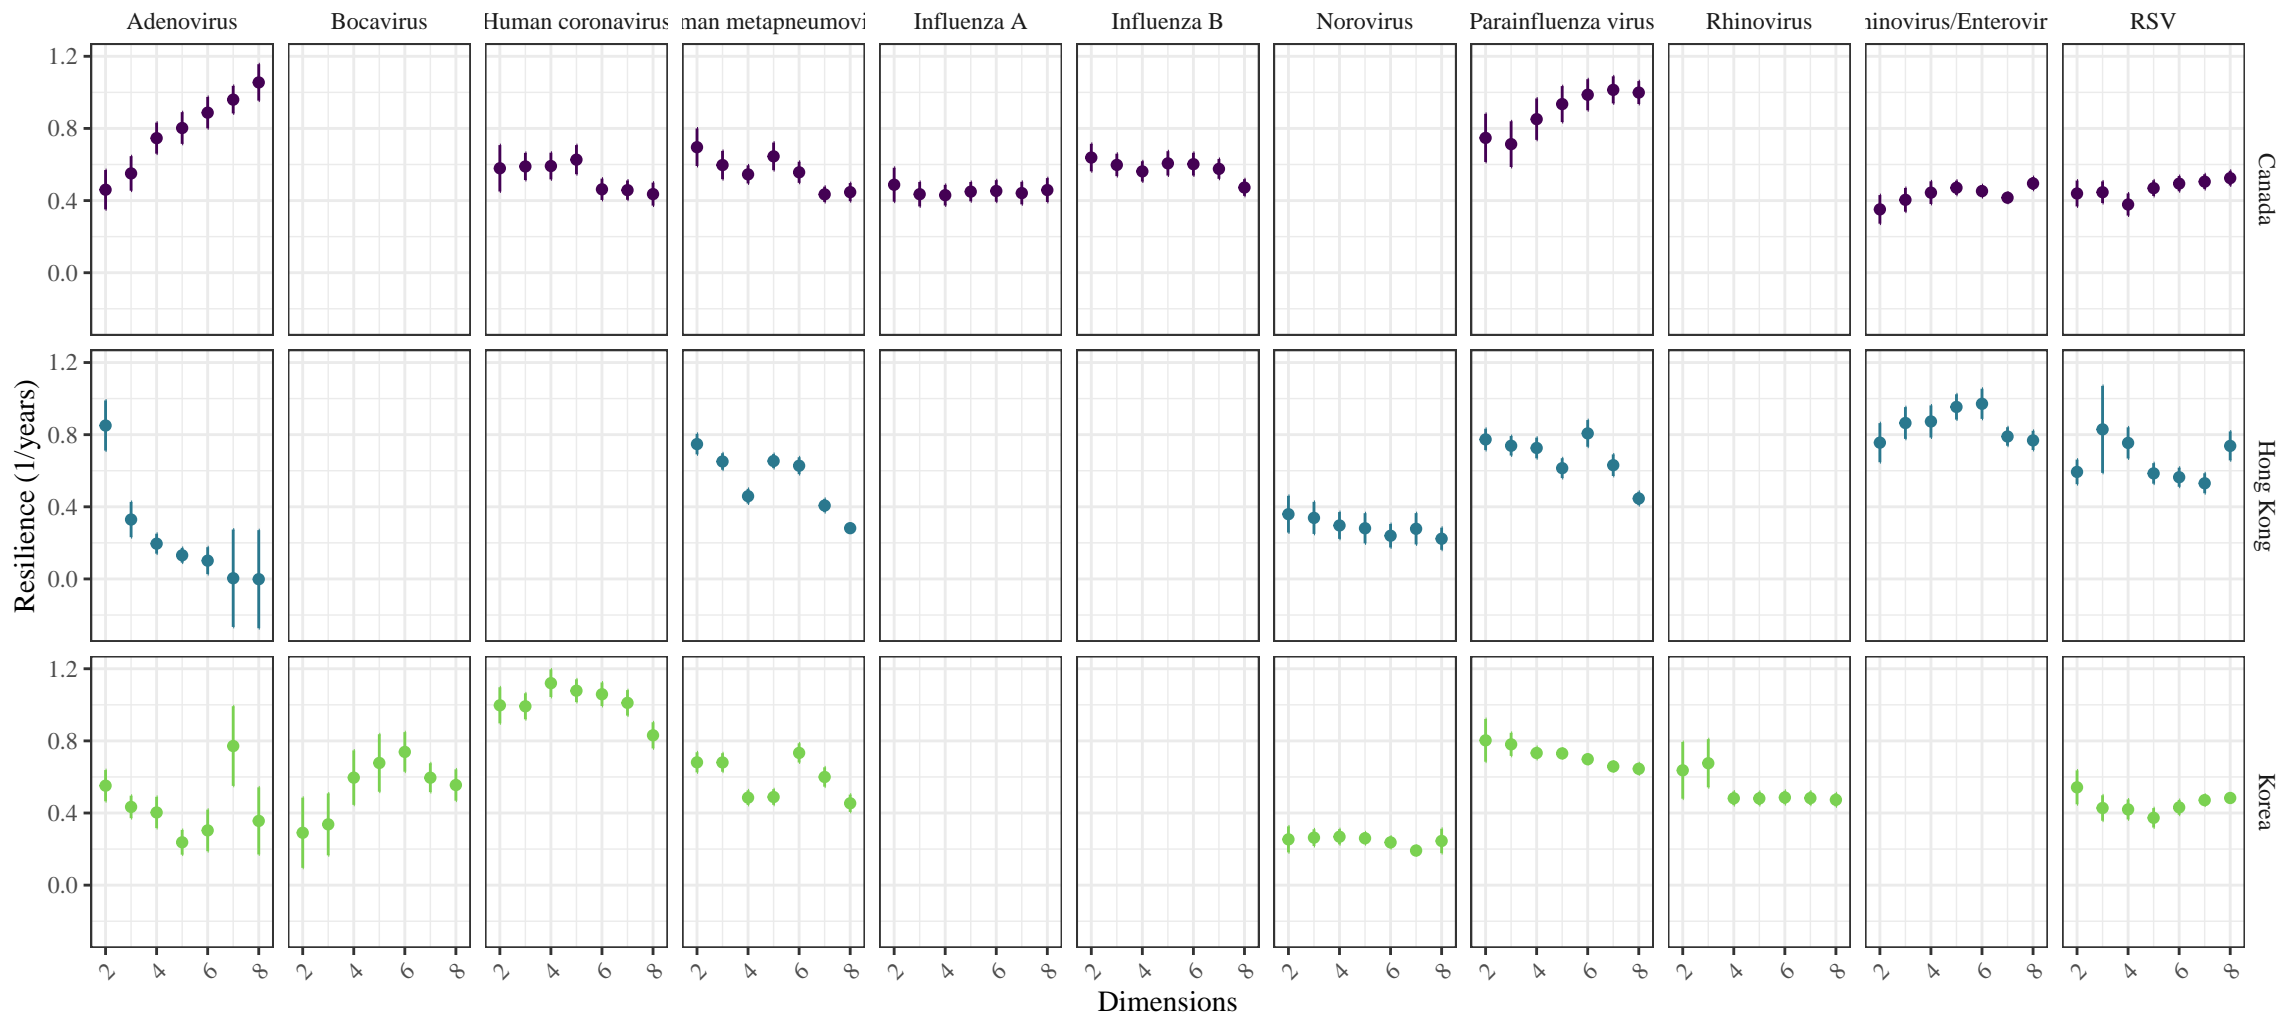 Adenovirus Bocavirus Human coronavirus man metapneumovi Influenza A Influenza B Norovirus Parainfluenza virus Rhinovirus hinovirus/Enterovir RSV
1.2
0.8
0.4
0.0
Canada
1.2
0.8
0.4
0.0
Hong Kong
1.2
0.8
0.4
0.0
Korea
Resilience (1/years)
2 4 6 8 2 4 6 8 2 4 6 8 2 4 6 8 2 4 6 8 2 4 6 8 2 4 6 8 2 4 6 8 2 4 6 8 2 4 6 8 2 4 6 8
Dimensions